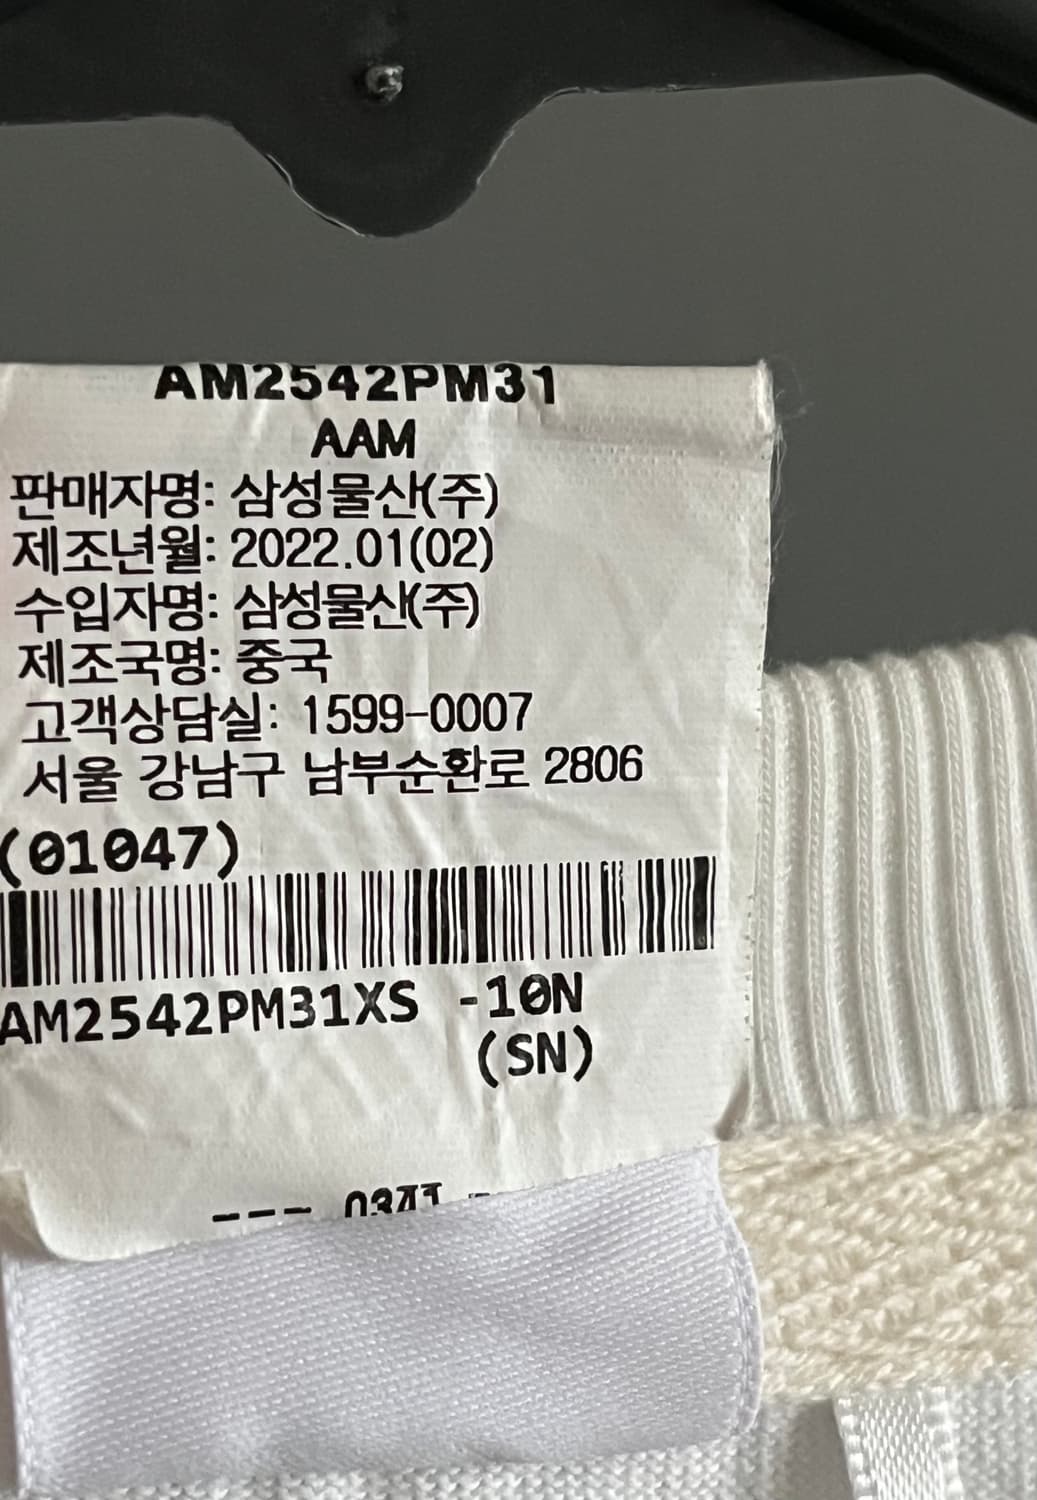 AM2542PM31
AAM
판매자명: 삼성물산(주)
제조년월: 2022.01(02)
수입자명: 삼성물산(주)
제조국명: 중국
고객상담실: 1599-0007
서울 강남구 남부순환로 2806
(01047)
AM2542PM31XS -10N
(SN)